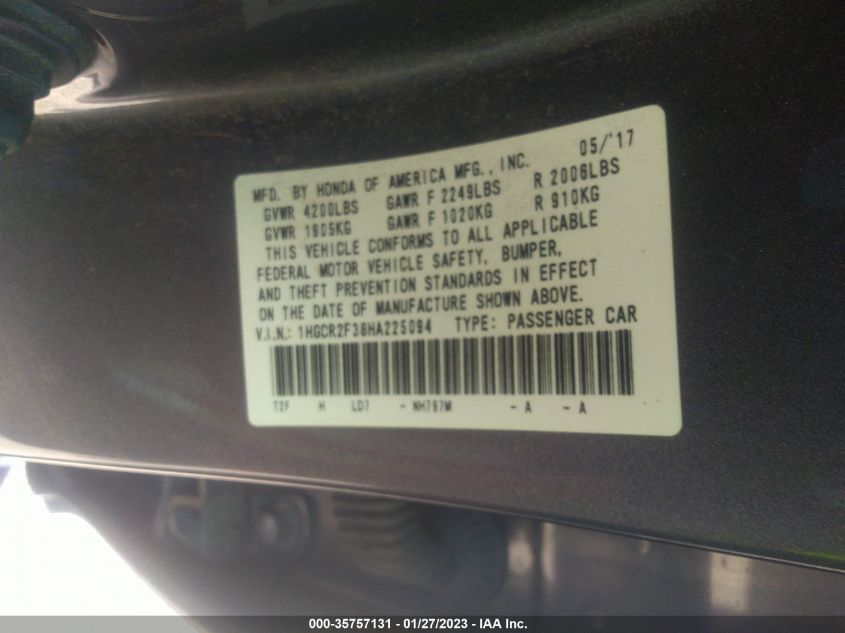 MFD. BY HONDA OF AMERICA MFG., INC. 05/'17
GVWR 4200LBS GAWR F 2249LBS R 2006LBS
GVWR 1905KG GAWR F 1020KG R 910KG
THIS VEHICLE CONFORMS TO ALL APPLICABLE
FEDERAL MOTOR VEHICLE SAFETY, BUMPER,
AND THEFT PREVENTION STANDARDS IN EFFECT
ON THE DATE OF MANUFACTURE SHOWN ABOVE.
V.I.N.: 1HGCR2F36HA225094 TYPE: PASSENGER CAR
T2F H LD7 - NH797M - A - A
000-35757131 - 01/27/2023 - IAA Inc.